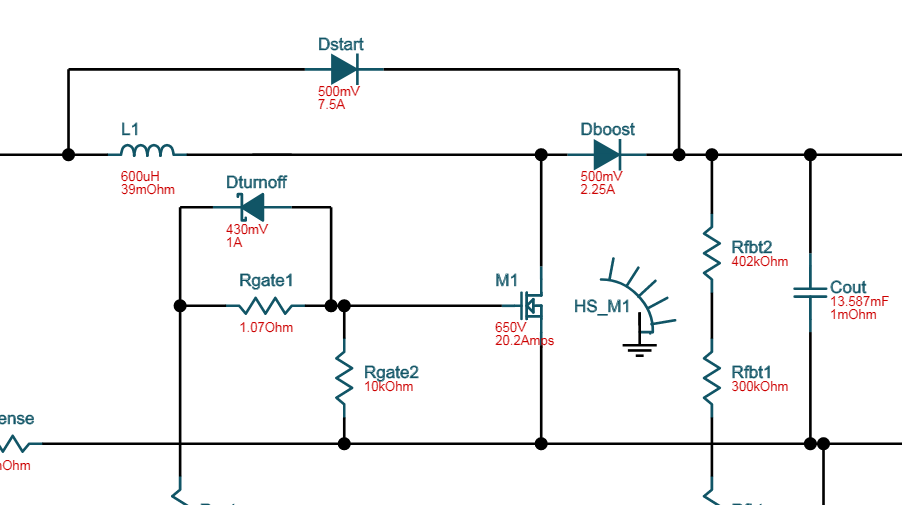 Dstart
500mV
7.5A
L1
600uH
39mOhm
Dboost
500mV
2.25A
Dturnoff
430mV
1A
Rgate1
1.07Ohm
M1
650V
20.2Amps
HS_M1
Rfbt2
402kOhm
Cout
13.587mF
1mOhm
Rgate2
10kOhm
Rfbt1
300kOhm
ense
Ohm